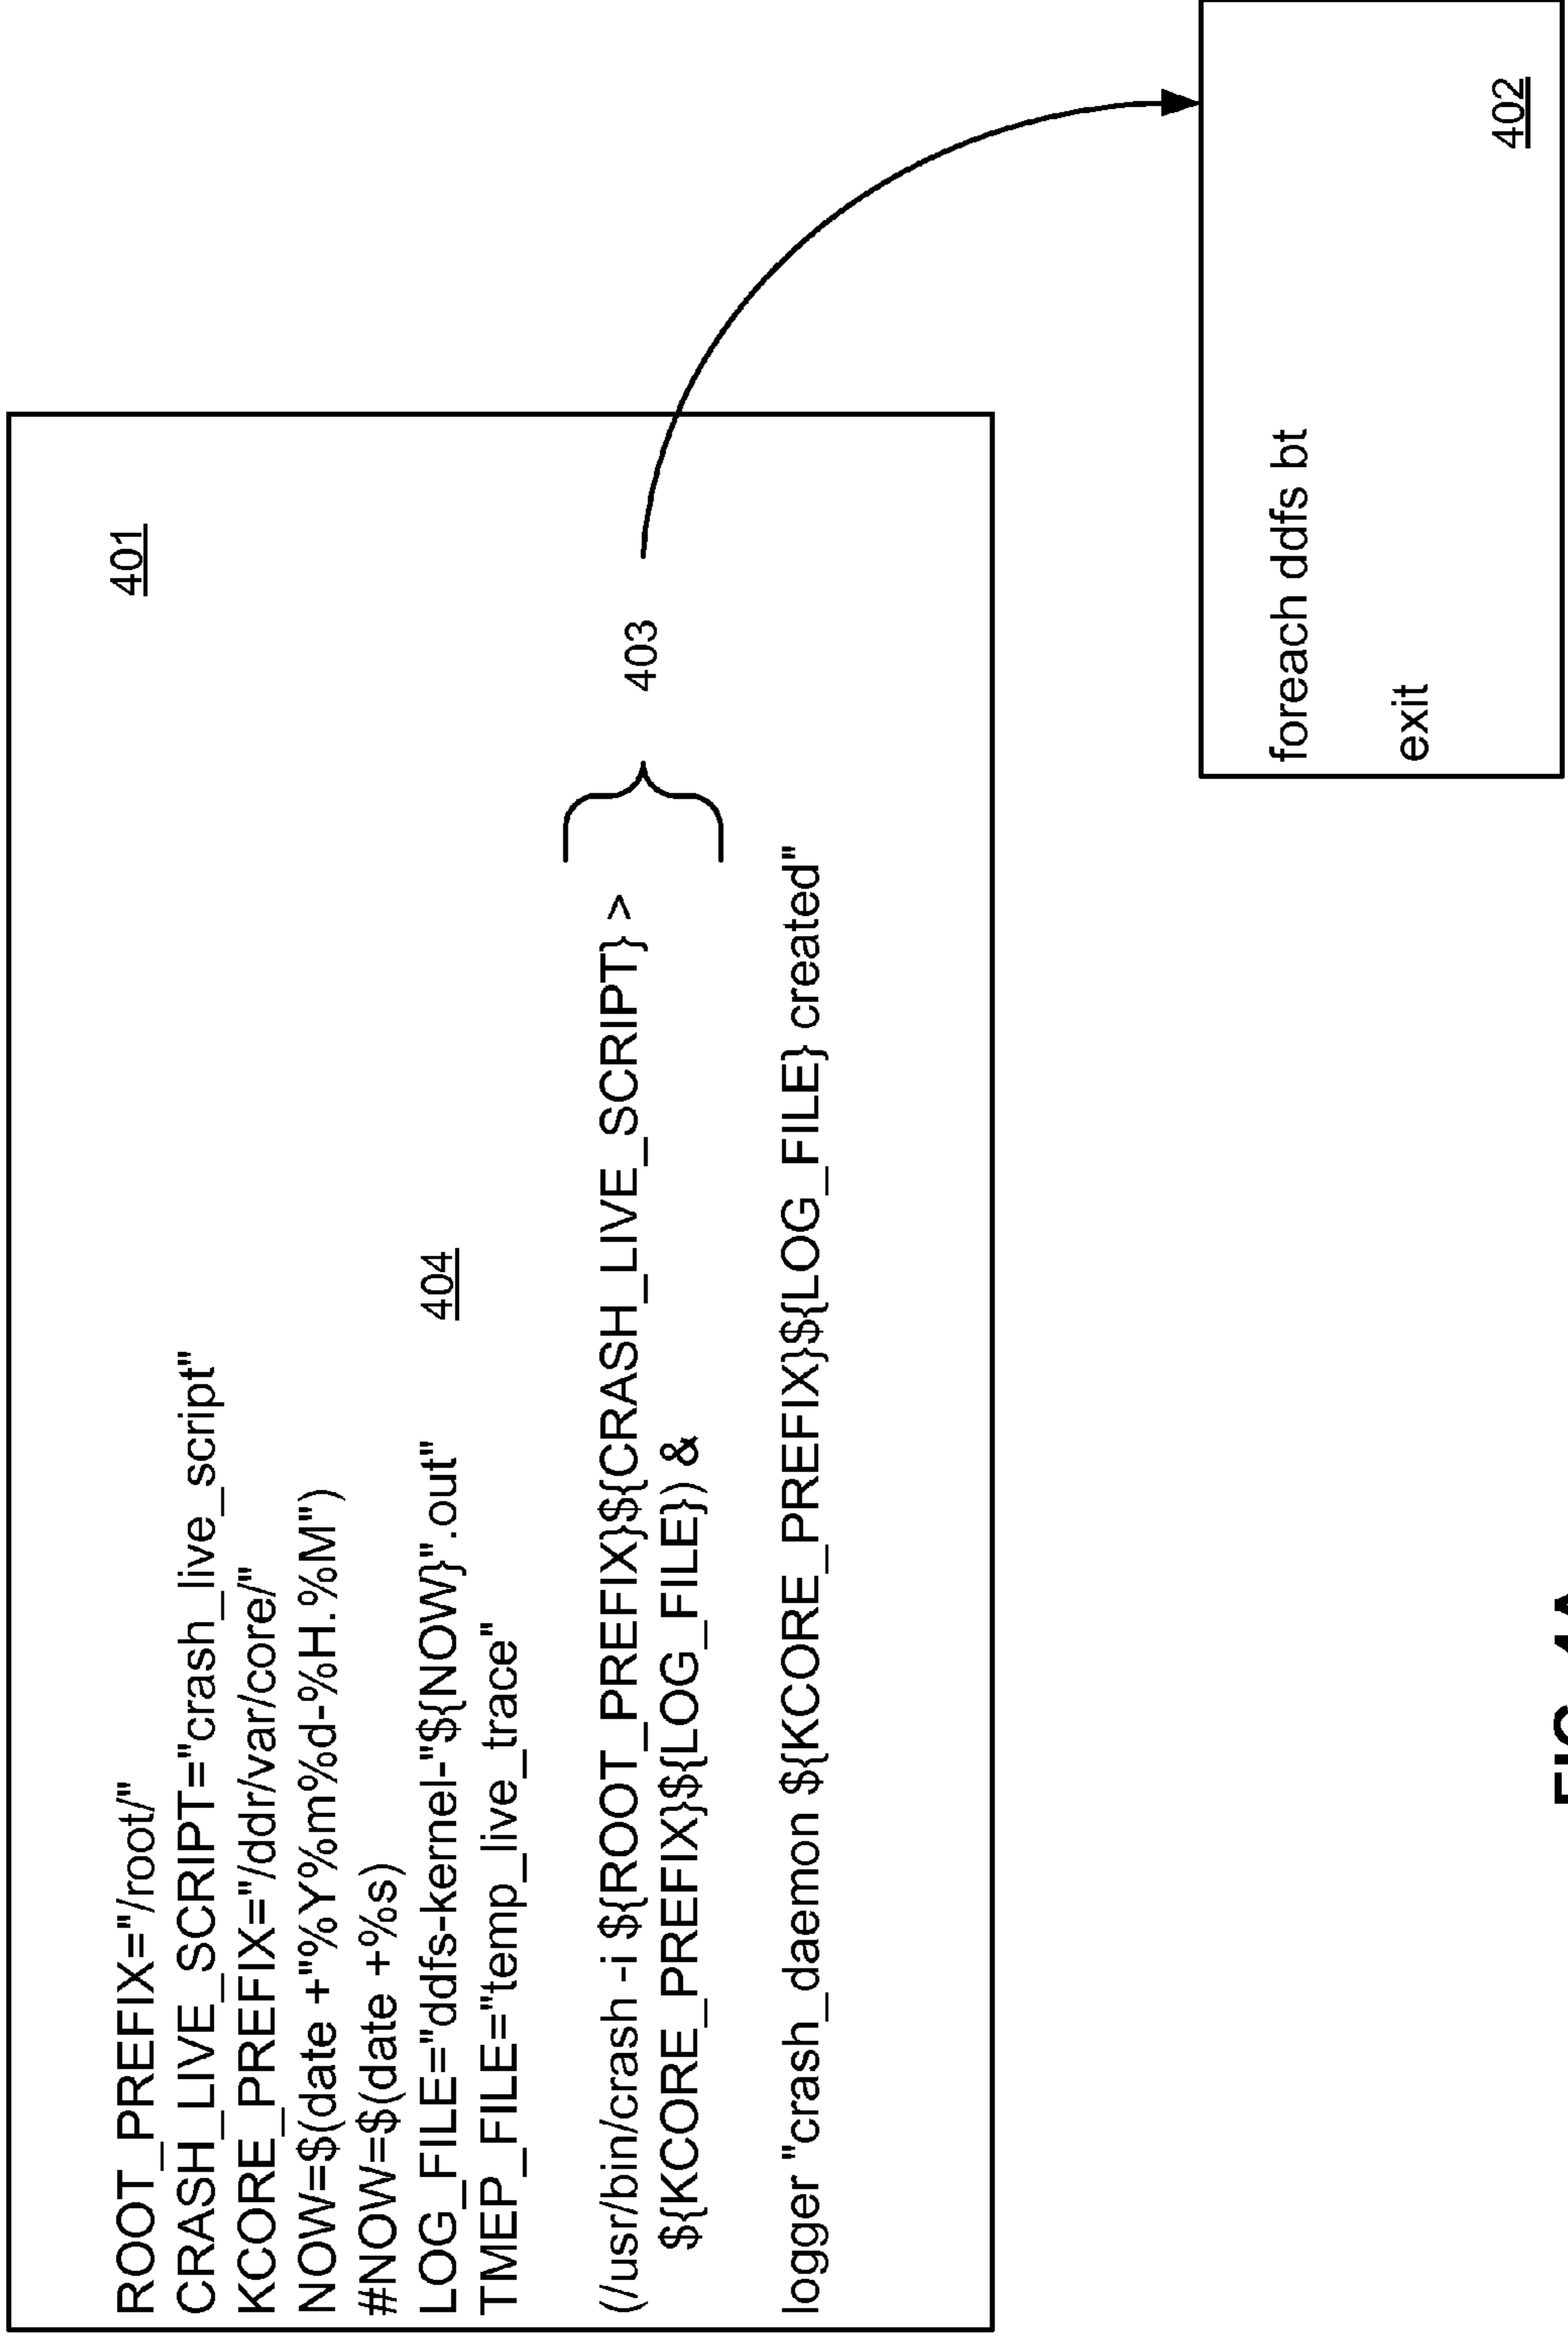 401
ROOT_PREFIX="/root/"
CRASH_LIVE_SCRIPT="crash_live_script"
KCORE_PREFIX="/ddr/var/core/"
NOW=$(date +"%Y%m%d-%H.%M")
#NOW=$(date +%s)
LOG_FILE="ddfs-kernel-"${NOW}".out" 404
TMEP_FILE="temp_live_trace"
(/usr/bin/crash -i ${ROOT_PREFIX}${CRASH_LIVE_SCRIPT} >
${KCORE_PREFIX}${LOG_FILE}) &
403
logger "crash_daemon ${KCORE_PREFIX}${LOG_FILE} created"
foreach ddfs bt
exit
402